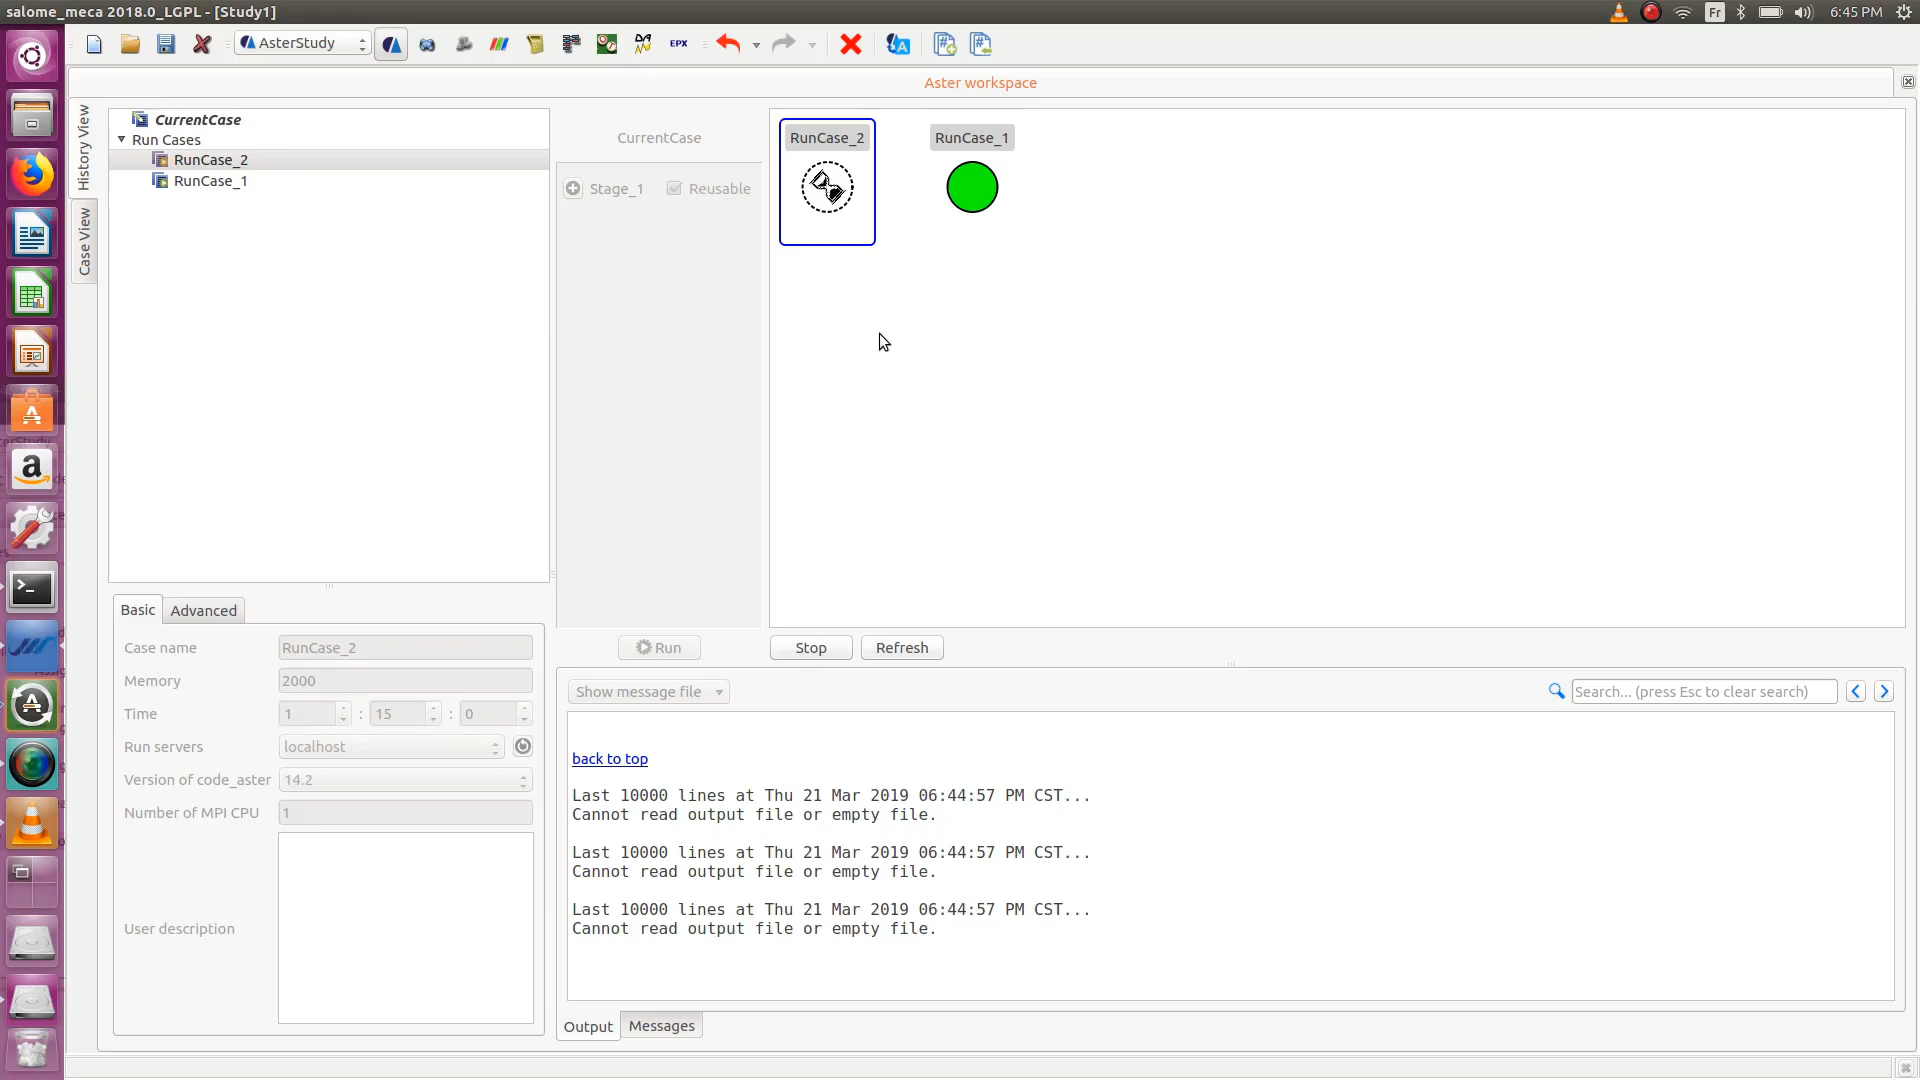 salome_meca 2018.0_LGPL - [Study1]
Fr
6:45 PM
AsterStudy
EPX
Aster workspace
History View
Case View
CurrentCase
Run Cases
RunCase_2
RunCase_1
CurrentCase
Stage_1
Reusable
RunCase_2
RunCase_1
Run
Stop
Refresh
Basic
Advanced
Case name
RunCase_2
Memory
2000
Time
1 : 15 : 0
Run servers
localhost
Version of code_aster
14.2
Number of MPI CPU
1
User description
Show message file
Search... (press Esc to clear search)
back to top
Last 10000 lines at Thu 21 Mar 2019 06:44:57 PM CST...
Cannot read output file or empty file.
Last 10000 lines at Thu 21 Mar 2019 06:44:57 PM CST...
Cannot read output file or empty file.
Last 10000 lines at Thu 21 Mar 2019 06:44:57 PM CST...
Cannot read output file or empty file.
Output
Messages